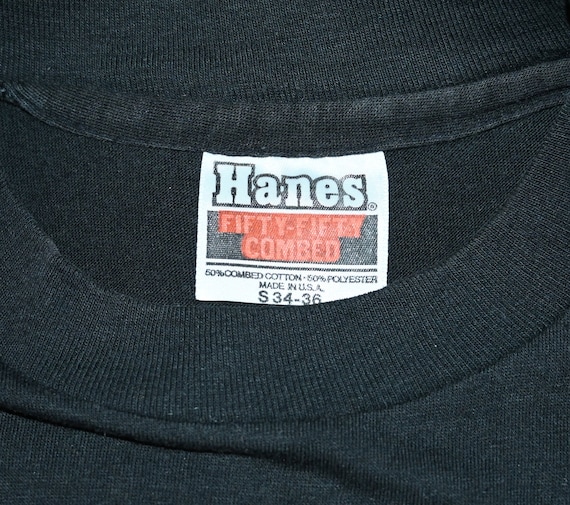 Hanes®
FIFTY-FIFTY
COMBED
50% COMBED COTTON · 50% POLYESTER
MADE IN U.S.A.
S 34-36